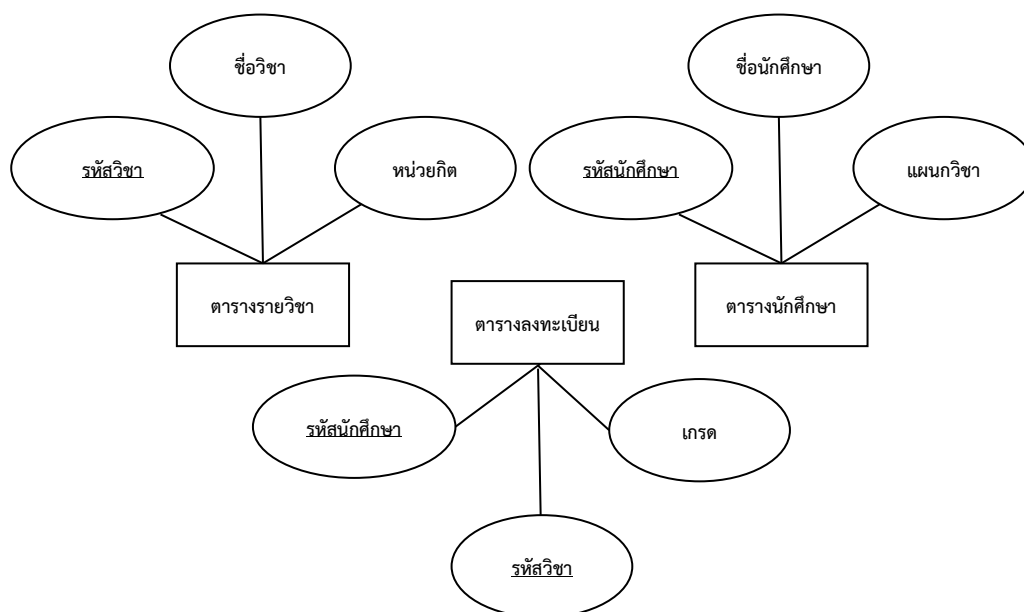 ชื่อวิชา
ชื่อนักศึกษา
รหัสวิชา
หน่วยกิต
รหัสนักศึกษา
แผนกวิชา
ตารางรายวิชา
ตารางลงทะเบียน
ตารางนักศึกษา
รหัสนักศึกษา
เกรด
รหัสวิชา